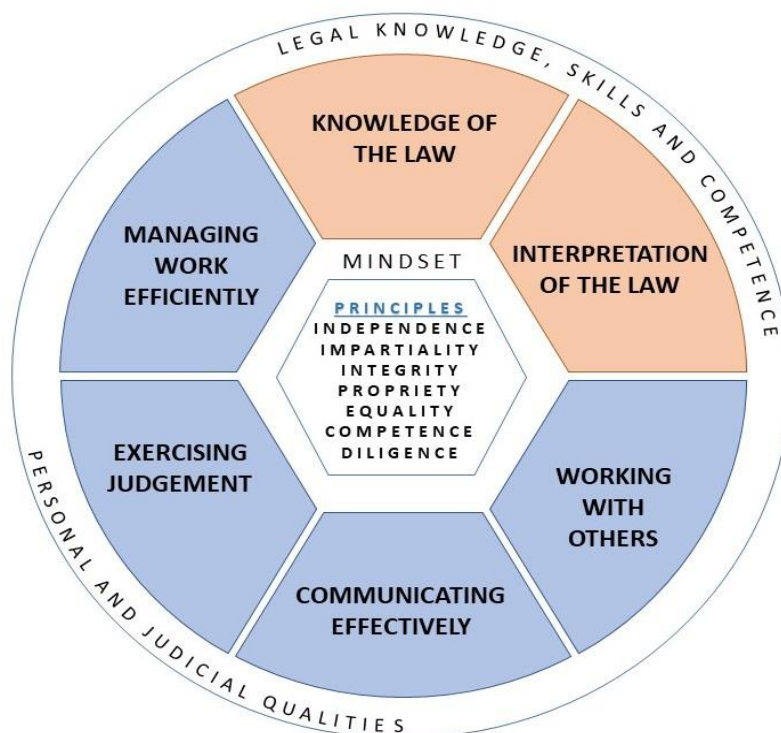 LEGAL KNOWLEDGE, SKILLS AND COMPETENCE
KNOWLEDGE OF
THE LAW
INTERPRETATION
OF THE LAW
MANAGING
WORK
EFFICIENTLY
MINDSET
PRINCIPLES
INDEPENDENCE
IMPARTIALITY
INTEGRITY
PROPRIETY
EQUALITY
COMPETENCE
DILIGENCE
EXERCISING
JUDGEMENT
WORKING
WITH
OTHERS
COMMUNICATING
EFFECTIVELY
PERSONAL AND JUDICIAL QUALITIES